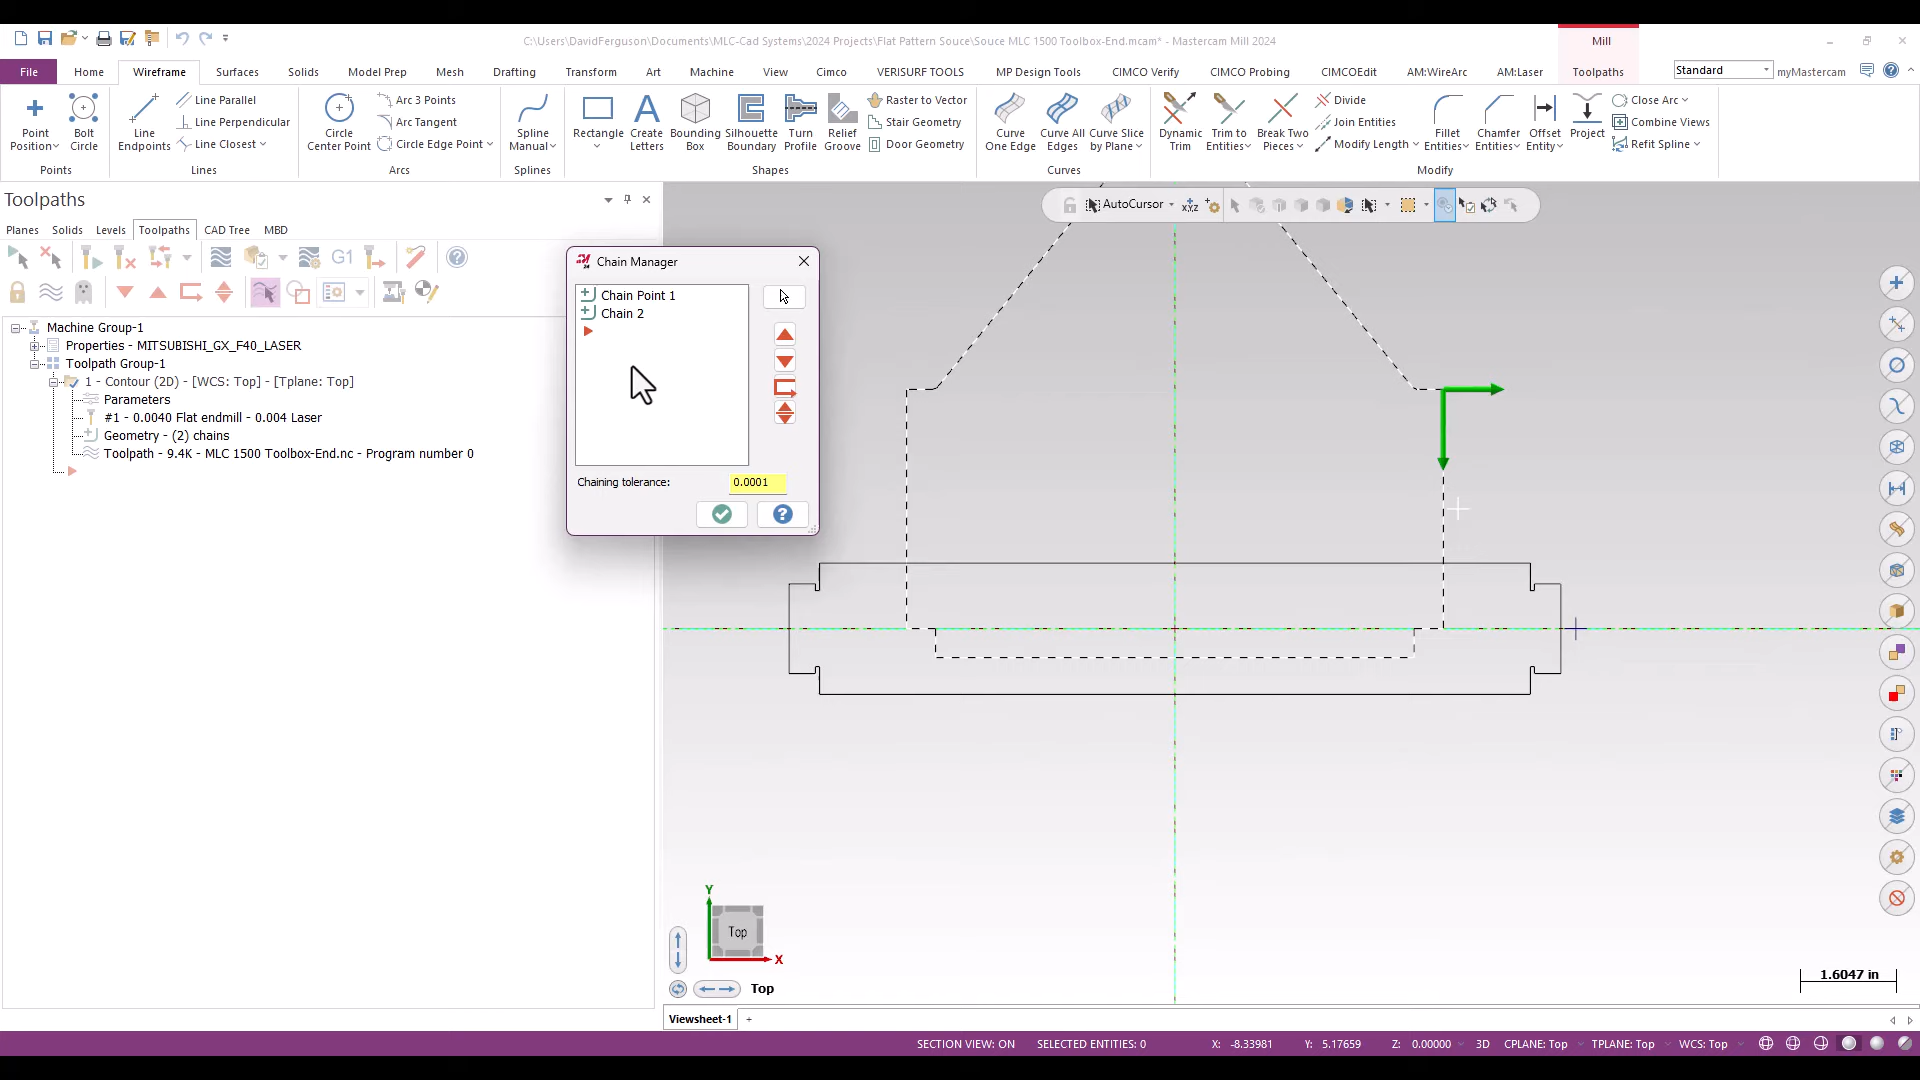 C:\Users\DavidFerguson\Documents\MLC-Cad Systems\2024 Projects\Flat Pattern Souce\Souce MLC 1500 Toolbox-End.mcam* - Mastercam Mill 2024
Mill
File
Home
Wireframe
Surfaces
Solids
Model Prep
Mesh
Drafting
Transform
Art
Machine
View
Cimco
VERISURF TOOLS
MP Design Tools
CIMCO Verify
CIMCO Probing
CIMCOEdit
AM:WireArc
AM:Laser
Toolpaths
Standard
myMastercam
Point Position
Bolt Circle
Points
Line Endpoints
Line Parallel
Line Perpendicular
Line Closest
Lines
Circle Center Point
Arc 3 Points
Arc Tangent
Circle Edge Point
Arcs
Spline Manual
Splines
Rectangle
Create Letters
Bounding Box
Silhouette Boundary
Turn Profile
Relief Groove
Raster to Vector
Stair Geometry
Door Geometry
Shapes
Curve One Edge
Curve All Edges
Curve Slice by Plane
Curves
Dynamic Trim
Trim to Entities
Break Two Pieces
Divide
Join Entities
Modify Length
Fillet Entities
Chamfer Entities
Offset Entity
Project
Close Arc
Combine Views
Refit Spline
Modify
Toolpaths
Planes
Solids
Levels
Toolpaths
CAD Tree
MBD
G1
Machine Group-1
Properties - MITSUBISHI_GX_F40_LASER
Toolpath Group-1
1 - Contour (2D) - [WCS: Top] - [Tplane: Top]
Parameters
#1 - 0.0040 Flat endmill - 0.004 Laser
Geometry - (2) chains
Toolpath - 9.4K - MLC 1500 Toolbox-End.nc - Program number 0
Chain Manager
Chain Point 1
Chain 2
Chaining tolerance:
0.0001
AutoCursor
XYZ
Y
Top
X
Top
1.6047 in
Viewsheet-1
+
SECTION VIEW: ON
SELECTED ENTITIES: 0
X: -8.33981
Y: 5.17659
Z: 0.00000
3D
CPLANE: Top
TPLANE: Top
WCS: Top